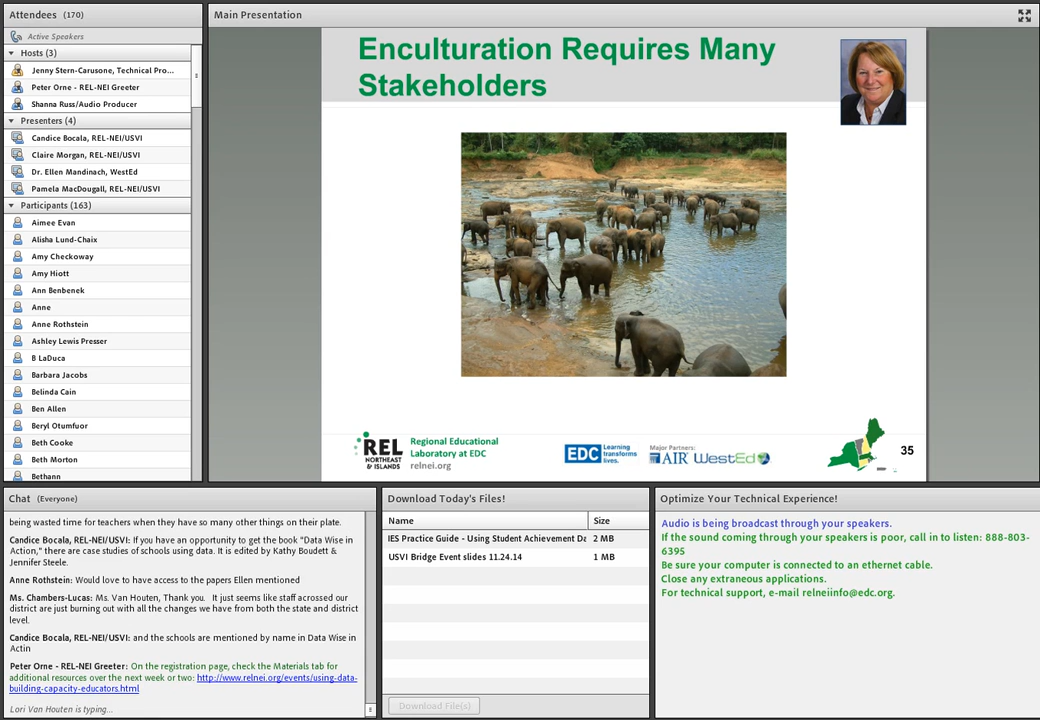 Attendees (170)
Active Speakers
Hosts (3)
Jenny Stern-Carusone, Technical Pro...
Peter Orne - REL-NEI Greeter
Shanna Russ/Audio Producer
Presenters (4)
Candice Bocala, REL-NEI/USVI
Claire Morgan, REL-NEI/USVI
Dr. Ellen Mandinach, WestEd
Pamela MacDougall, REL-NEI/USVI
Participants (163)
Aimee Evan
Alisha Lund-Chaix
Amy Checkoway
Amy Hiott
Ann Benbenek
Anne
Anne Rothstein
Ashley Lewis Presser
B LaDuca
Barbara Jacobs
Belinda Cain
Ben Allen
Beryl Otumfuor
Beth Cooke
Beth Morton
Bethann
Main Presentation
Enculturation Requires Many
Stakeholders
REL
NORTHEAST
& ISLANDS
Regional Educational
Laboratory at EDC
relnei.org
EDC
Learning
transforms
lives.
Major Partners:
AIR WestEd
35
Chat (Everyone)
being wasted time for teachers when they have so many other things on their plate.
Candice Bocala, REL-NEI/USVI: If you have an opportunity to get the book "Data Wise in
Action," there are case studies of schools using data. It is edited by Kathy Boudett &
Jennifer Steele.
Anne Rothstein: Would love to have access to the papers Ellen mentioned
Ms. Chambers-Lucas: Ms. Van Houten, Thank you. It just seems like staff acrossed our
district are just burning out with all the changes we have from both the state and district
level.
Candice Bocala, REL-NEI/USVI: and the schools are mentioned by name in Data Wise in
Actin
Peter Orne - REL-NEI Greeter: On the registration page, check the Materials tab for
additional resources over the next week or two: http://www.relnei.org/events/using-data-
building-capacity-educators.html
Lori Van Houten is typing...
Download Today's Files!
Name Size
IES Practice Guide - Using Student Achievement Da 2 MB
USVI Bridge Event slides 11.24.14 1 MB
Download File(s)
Optimize Your Technical Experience!
Audio is being broadcast through your speakers.
If the sound coming through your speakers is poor, call in to listen: 888-803-
6395
Be sure your computer is connected to an ethernet cable.
Close any extraneous applications.
For technical support, e-mail relneiinfo@edc.org.